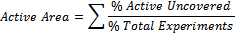 Active Area = ∑ % Active Uncovered / % Total Experiments